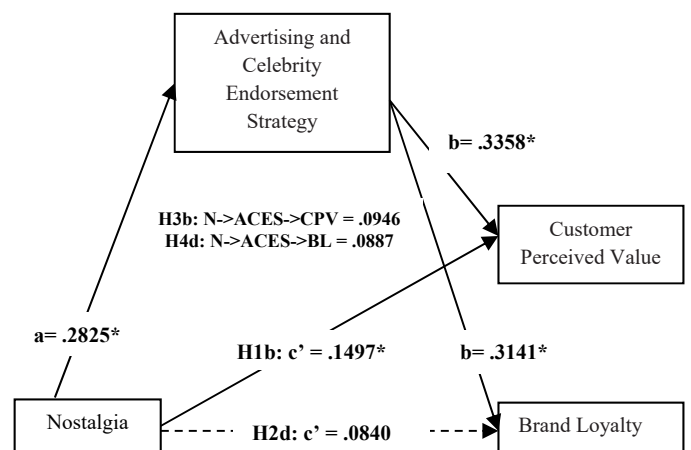 Advertising and
Celebrity
Endorsement
Strategy
b= .3358*
H3b: N->ACES->CPV = .0946
H4d: N->ACES->BL = .0887
Customer
Perceived Value
a= .2825*
H1b: c’ = .1497*
b= .3141*
Nostalgia
H2d: c’ = .0840
Brand Loyalty